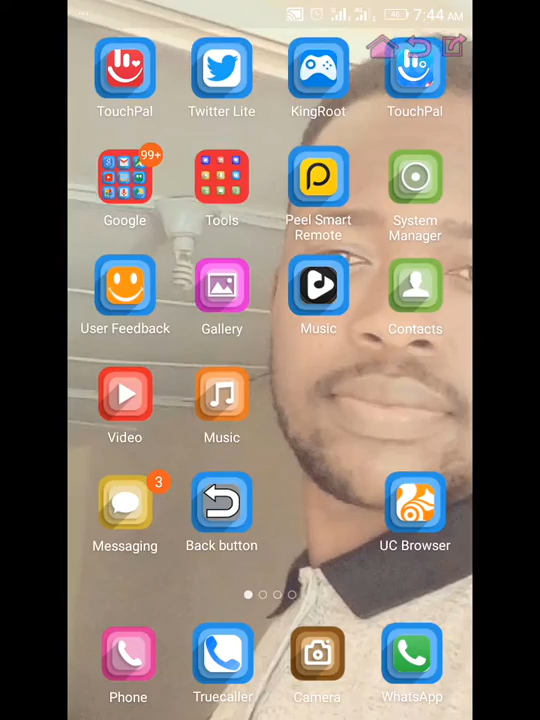 ... 46 7:44 AM
TouchPal Twitter Lite KingRoot TouchPal
99+
Google Tools Peel Smart Remote System Manager
User Feedback Gallery Music Contacts
Video Music
3
Messaging Back button UC Browser
Phone Truecaller Camera WhatsApp